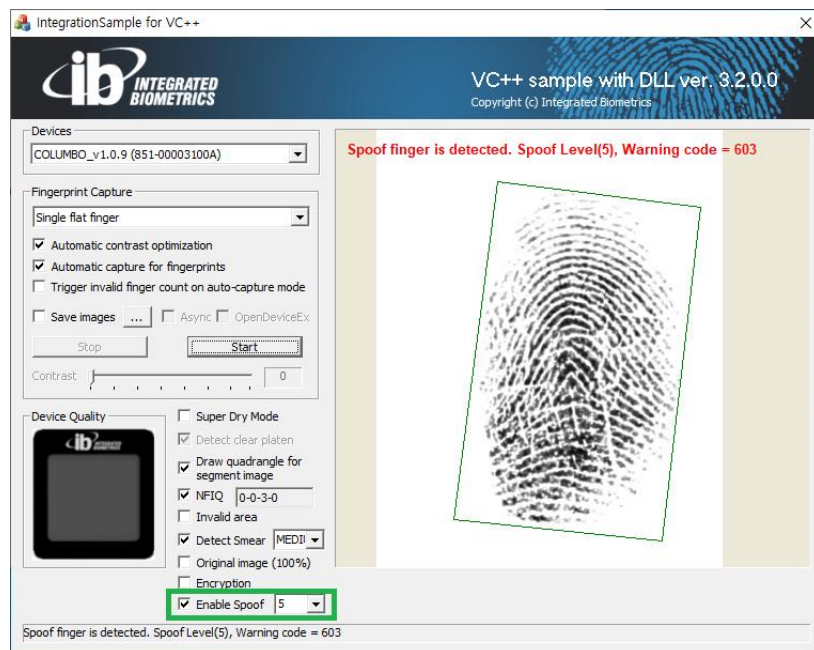 IntegrationSample for VC++
ib INTEGRATED
BIOMETRICS
VC++ sample with DLL ver. 3.2.0.0
Copyright (c) Integrated Biometrics
Devices
COLUMBO_v1.0.9 (851-00003100A)
Fingerprint Capture
Single flat finger
Automatic contrast optimization
Automatic capture for fingerprints
Trigger invalid finger count on auto-capture mode
Save images ... Async OpenDeviceEx
Stop Start
Contrast 0
Spoof finger is detected. Spoof Level(5), Warning code = 603
Device Quality
ib INTEGRATED
BIOMETRICS
Super Dry Mode
Detect clear platen
Draw quadrangle for
segment image
NFIQ 0-0-3-0
Invalid area
Detect Smear MEDI
Original image (100%)
Encryption
Enable Spoof 5
Spoof finger is detected. Spoof Level(5), Warning code = 603